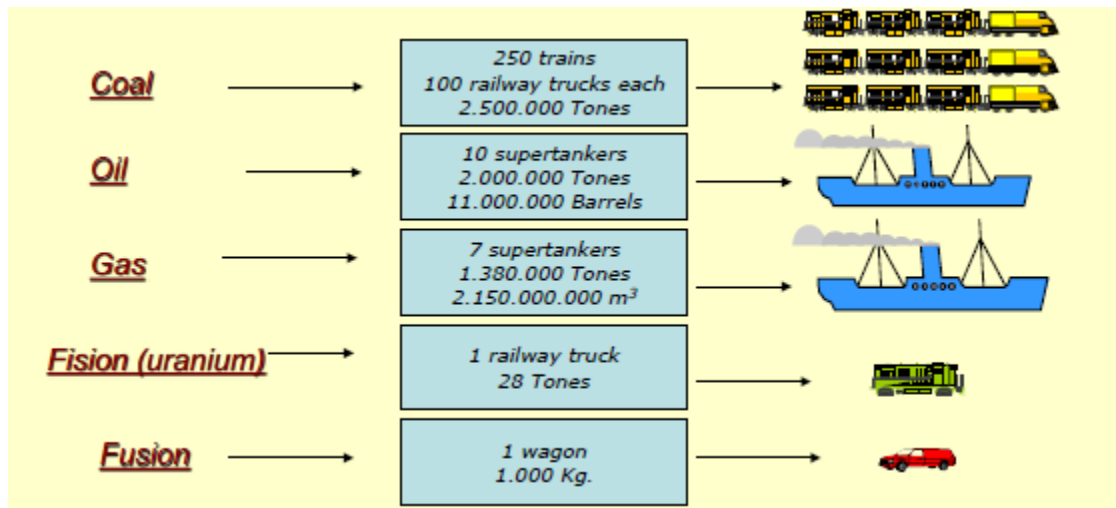 Coal
250 trains
100 railway trucks each
2.500.000 Tones
Oil
10 supertankers
2.000.000 Tones
11.000.000 Barrels
Gas
7 supertankers
1.380.000 Tones
2.150.000.000 m³
Fision (uranium)
1 railway truck
28 Tones
Fusion
1 wagon
1.000 Kg.